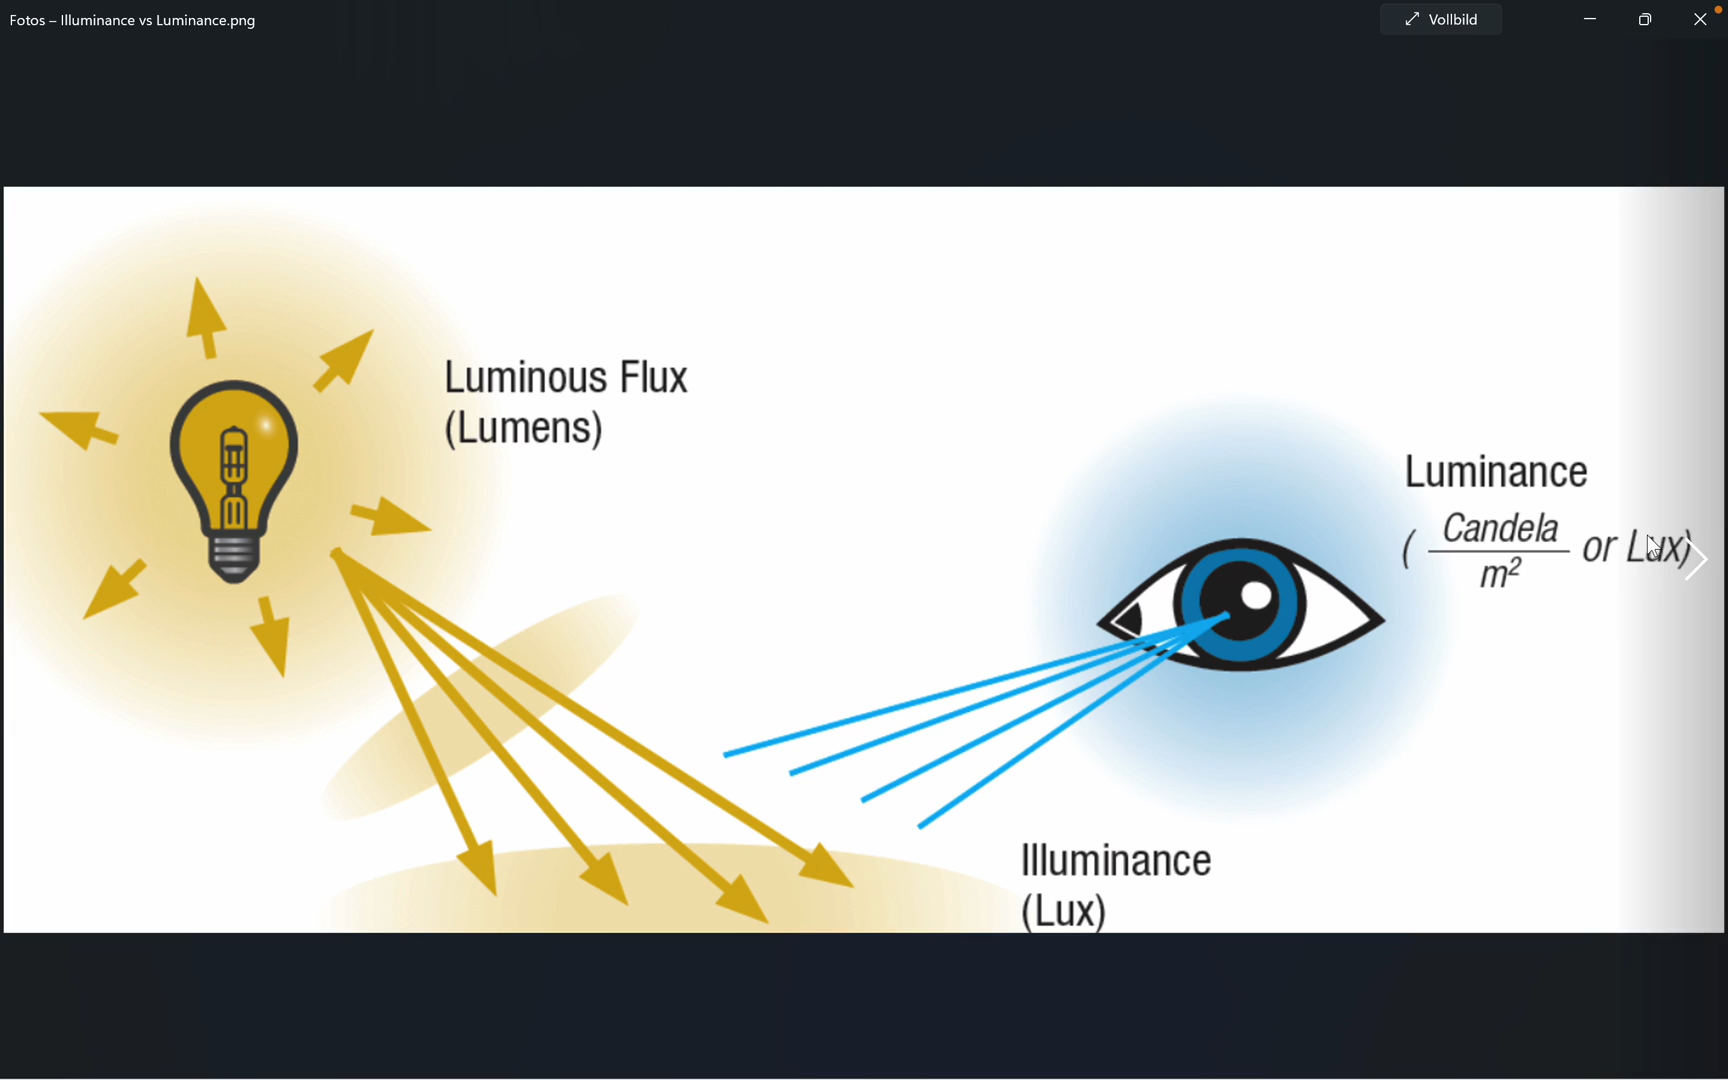 Fotos – Illuminance vs Luminance.png
Vollbild
Luminous Flux
(Lumens)
Luminance
( Candela
m² or Lux)
Illuminance
(Lux)